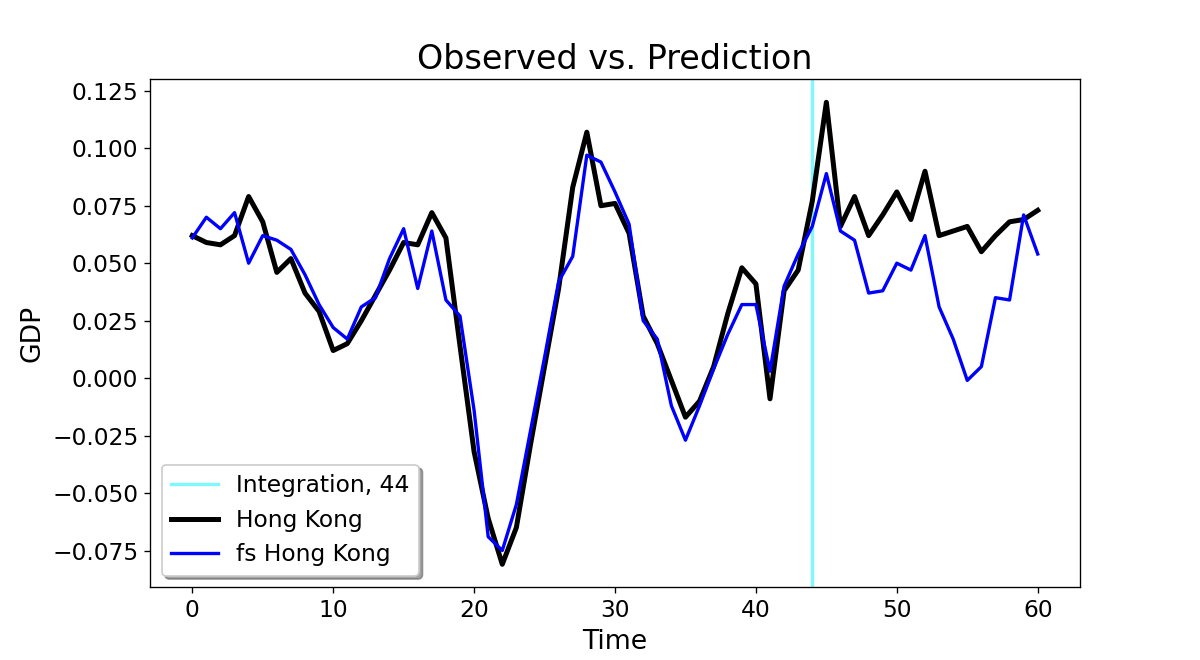 Observed vs. Prediction
GDP
0.125
0.100
0.075
0.050
0.025
0.000
−0.025
−0.050
−0.075
Integration, 44
Hong Kong
fs Hong Kong
0 10 20 30 40 50 60
Time